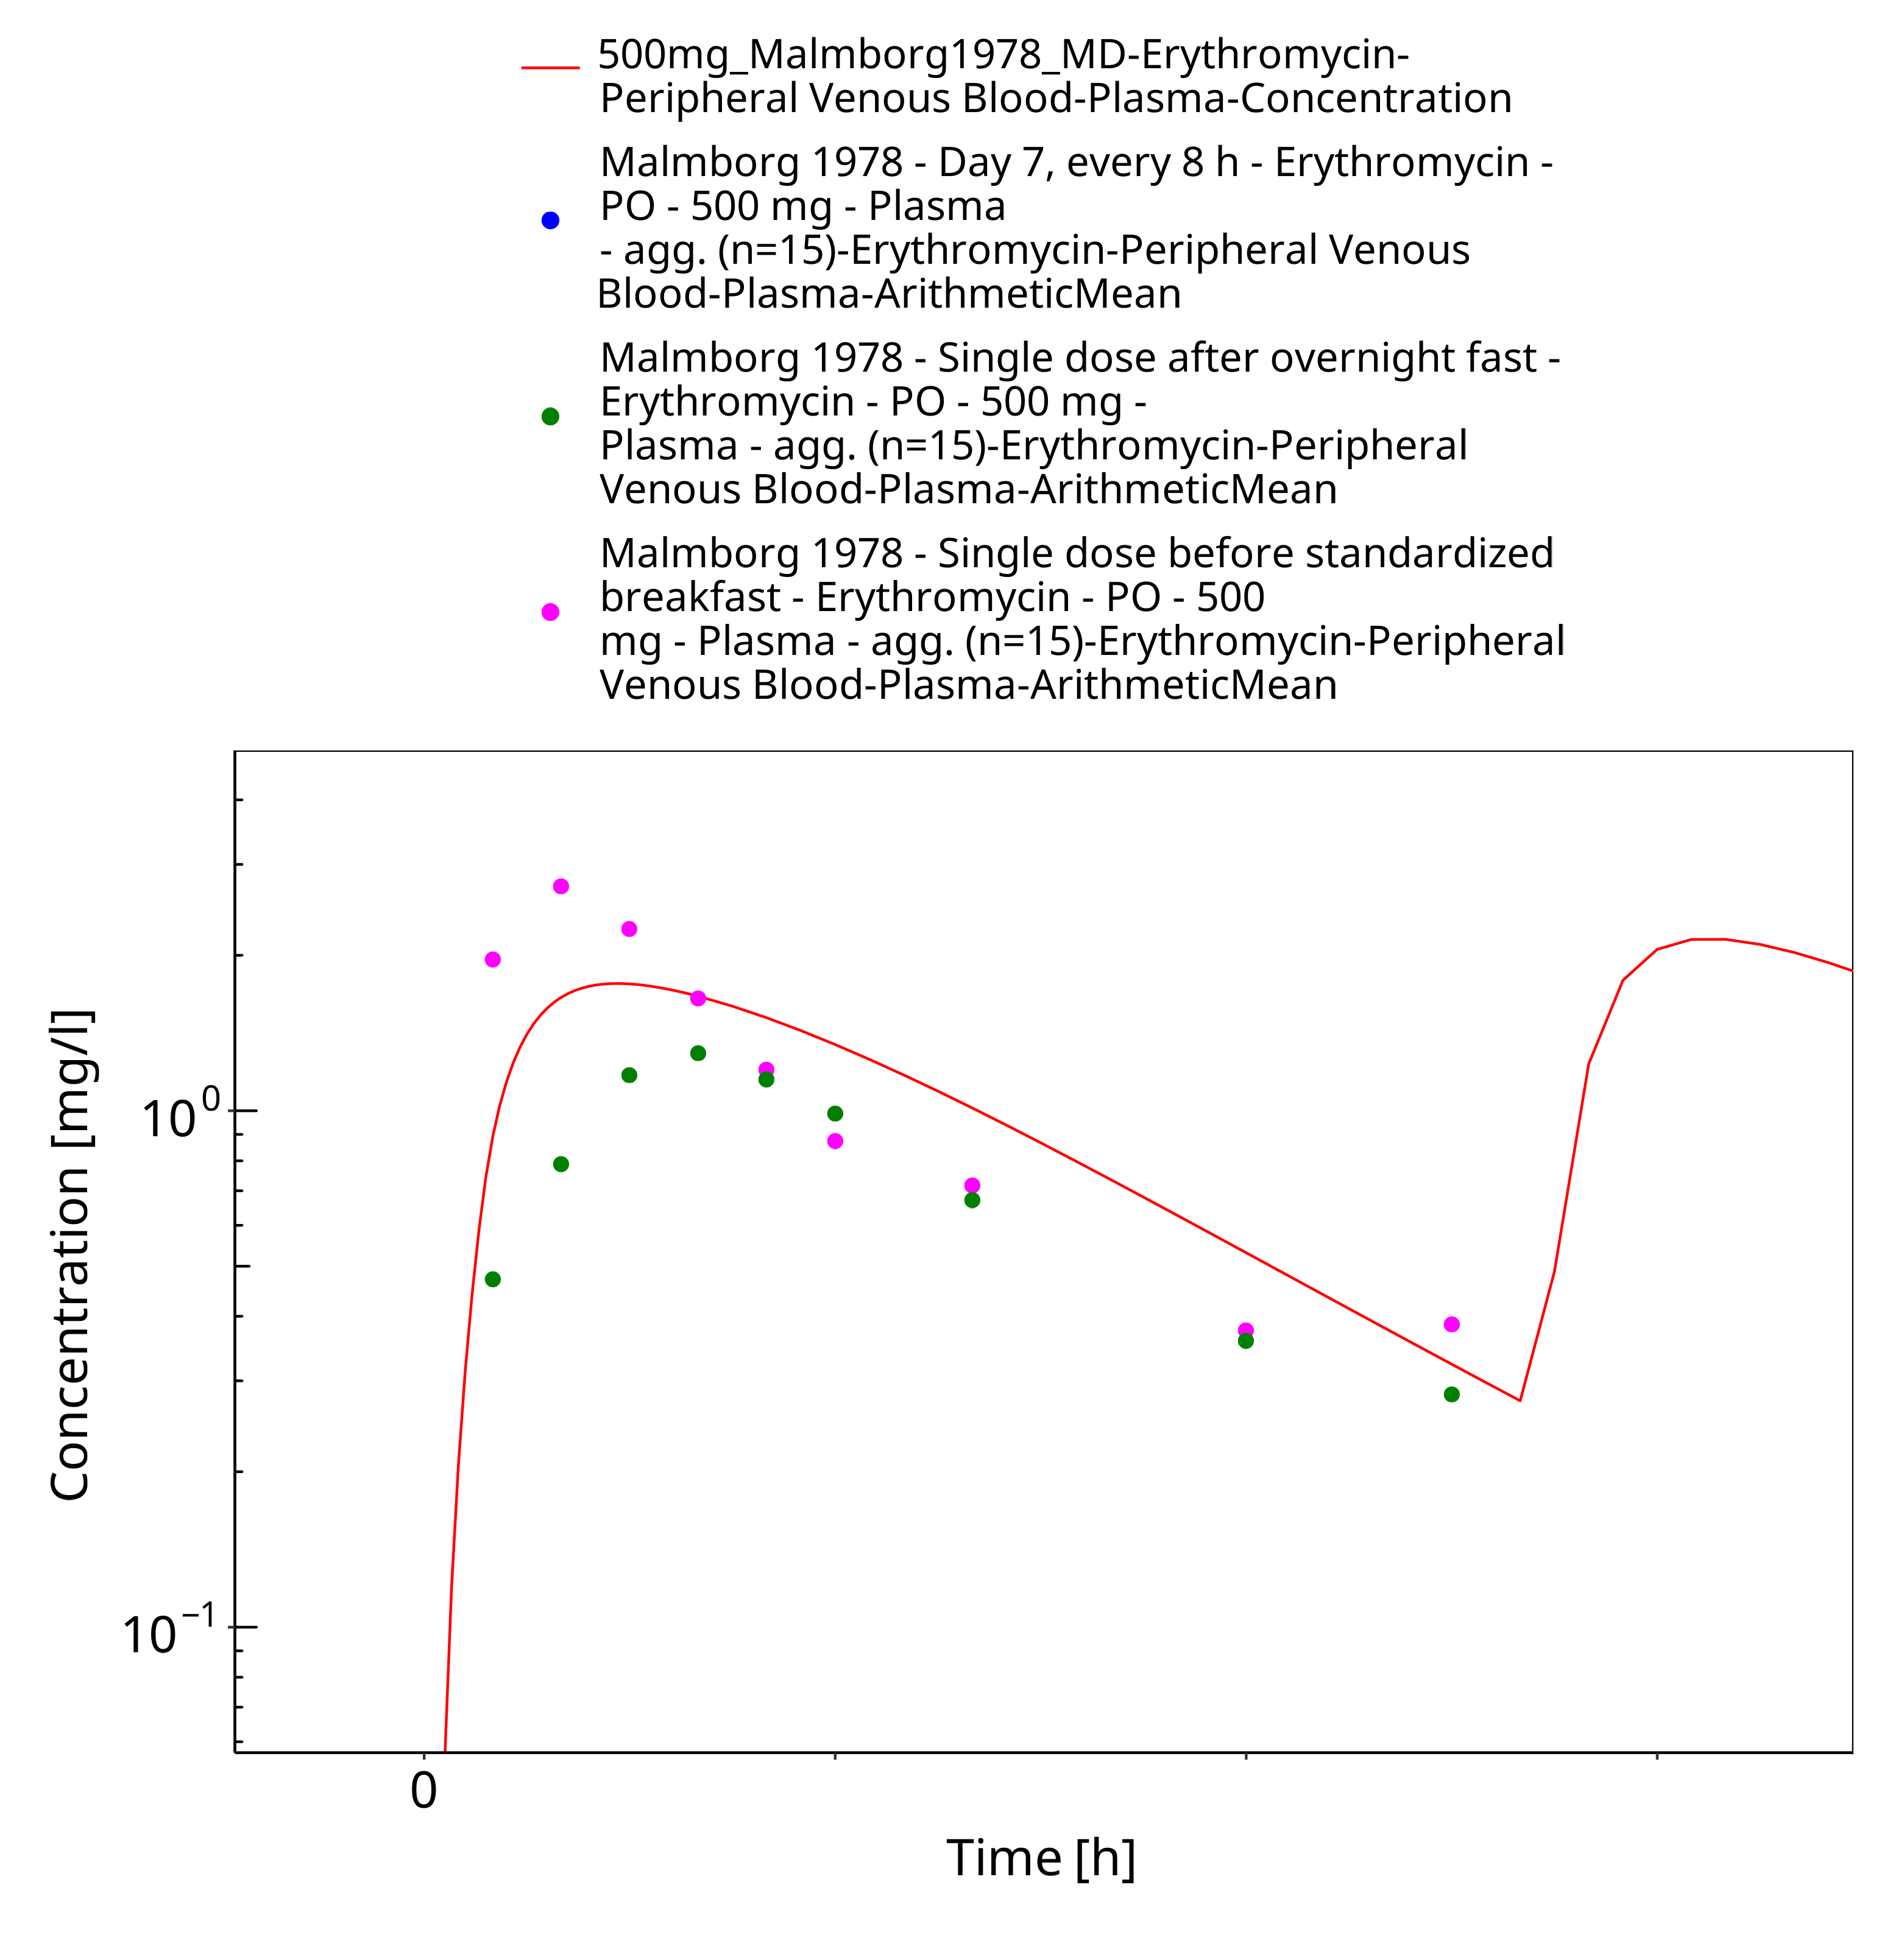 500mg_Malmborg1978_MD-Erythromycin-
Peripheral Venous Blood-Plasma-Concentration
Malmborg 1978 - Day 7, every 8 h - Erythromycin -
PO - 500 mg - Plasma
- agg. (n=15)-Erythromycin-Peripheral Venous
Blood-Plasma-ArithmeticMean
Malmborg 1978 - Single dose after overnight fast -
Erythromycin - PO - 500 mg -
Plasma - agg. (n=15)-Erythromycin-Peripheral
Venous Blood-Plasma-ArithmeticMean
Malmborg 1978 - Single dose before standardized
breakfast - Erythromycin - PO - 500
mg - Plasma - agg. (n=15)-Erythromycin-Peripheral
Venous Blood-Plasma-ArithmeticMean
Concentration [mg/l]
10⁰
10⁻¹
0
Time [h]